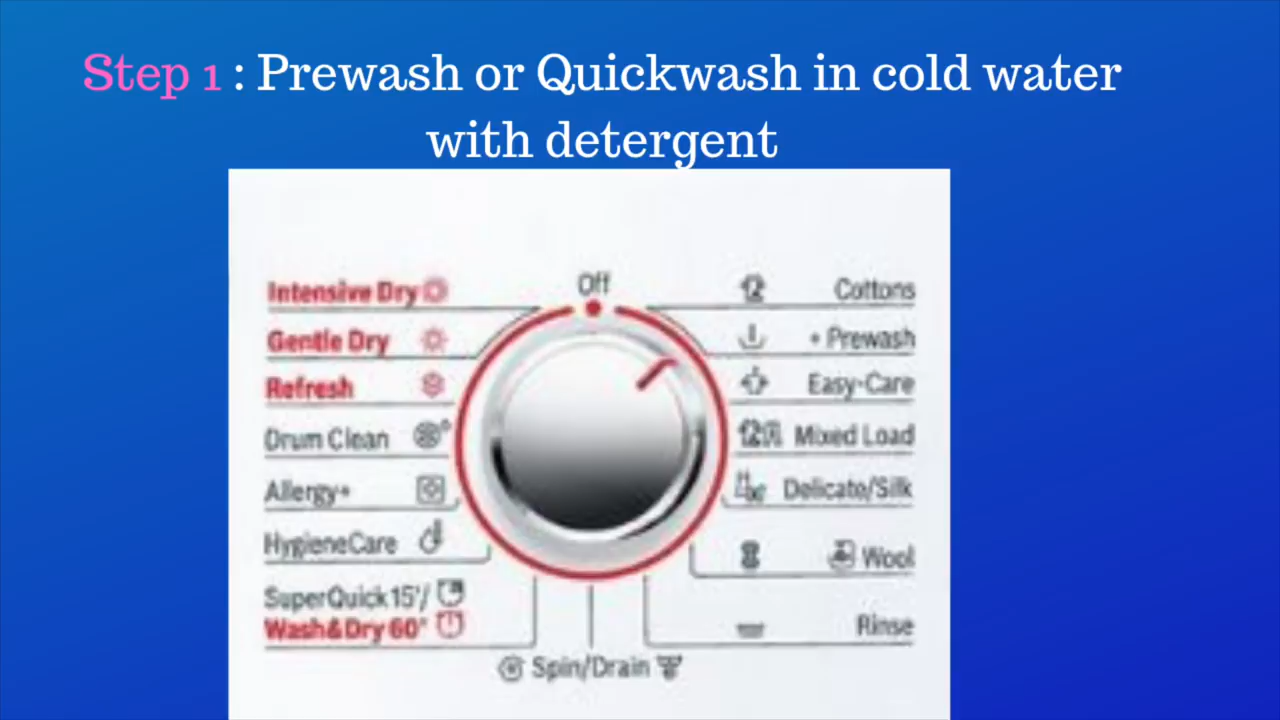 Step 1 : Prewash or Quickwash in cold water
with detergent
Off
Intensive Dry
Gentle Dry
Refresh
Drum Clean
Allergy+
HygieneCare
SuperQuick 15'/
Wash&Dry 60'
Spin/Drain
Cottons
+ Prewash
Easy-Care
Mixed Load
Delicate/Silk
Wool
Rinse